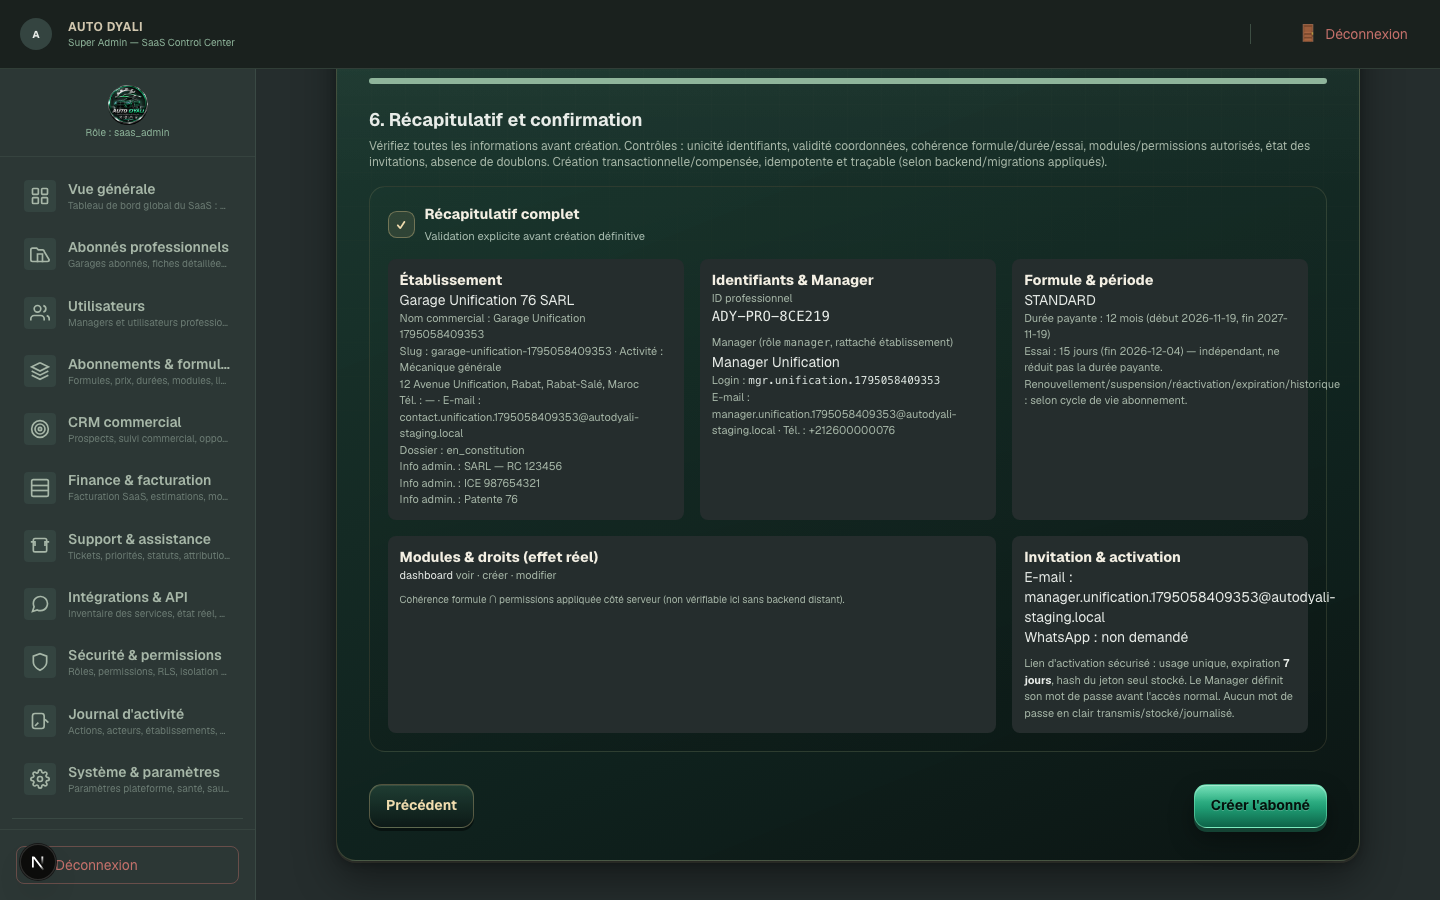 A
AUTO DYALI
Super Admin — SaaS Control Center
Déconnexion
AUTO DYALI
Rôle : saas_admin
Vue générale
Tableau de bord global du SaaS : ...
Abonnés professionnels
Garages abonnés, fiches détaillée...
Utilisateurs
Managers et utilisateurs professio...
Abonnements & formul...
Formules, prix, durées, modules, li...
CRM commercial
Prospects, suivi commercial, oppo...
Finance & facturation
Facturation SaaS, estimations, mo...
Support & assistance
Tickets, priorités, statuts, attributio...
Intégrations & API
Inventaire des services, état réel, ...
Sécurité & permissions
Rôles, permissions, RLS, isolation ...
Journal d'activité
Actions, acteurs, établissements, ...
Système & paramètres
Paramètres plateforme, santé, sau...
N
Déconnexion
6. Récapitulatif et confirmation
Vérifiez toutes les informations avant création. Contrôles : unicité identifiants, validité coordonnées, cohérence formule/durée/essai, modules/permissions autorisés, état des
invitations, absence de doublons. Création transactionnelle/compensée, idempotente et traçable (selon backend/migrations appliqués).
Récapitulatif complet
Validation explicite avant création définitive
Établissement
Garage Unification 76 SARL
Nom commercial : Garage Unification
1795058409353
Slug : garage-unification-1795058409353 · Activité :
Mécanique générale
12 Avenue Unification, Rabat, Rabat-Salé, Maroc
Tél. : — · E-mail :
contact.unification.1795058409353@autodyali-
staging.local
Dossier : en_constitution
Info admin. : SARL — RC 123456
Info admin. : ICE 987654321
Info admin. : Patente 76
Identifiants & Manager
ID professionnel
ADY-PRO-8CE219
Manager (rôle manager, rattaché établissement)
Manager Unification
Login : mgr.unification.1795058409353
E-mail :
manager.unification.1795058409353@autodyali-
staging.local · Tél. : +212600000076
Formule & période
STANDARD
Durée payante : 12 mois (début 2026-11-19, fin 2027-
11-19)
Essai : 15 jours (fin 2026-12-04) — indépendant, ne
réduit pas la durée payante.
Renouvellement/suspension/réactivation/expiration/historique
: selon cycle de vie abonnement.
Modules & droits (effet réel)
dashboard voir · créer · modifier
Cohérence formule ∩ permissions appliquée côté serveur (non vérifiable ici sans backend distant).
Invitation & activation
E-mail :
manager.unification.1795058409353@autodyali-
staging.local
WhatsApp : non demandé
Lien d'activation sécurisé : usage unique, expiration 7
jours, hash du jeton seul stocké. Le Manager définit
son mot de passe avant l'accès normal. Aucun mot de
passe en clair transmis/stocké/journalisé.
Précédent
Créer l'abonné